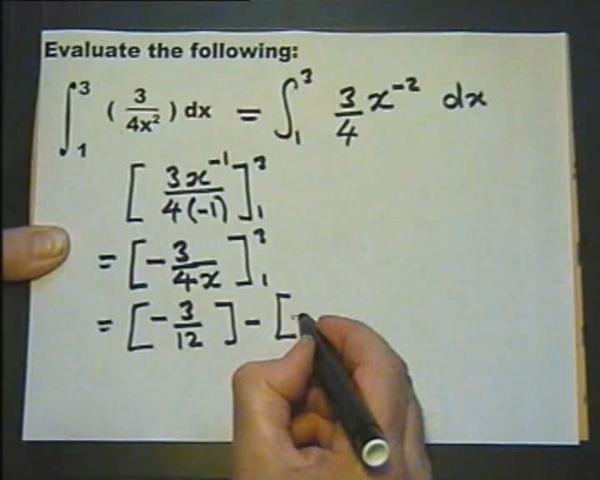 Evaluate the following:
∫₁³ ( 3/4x² ) dx = ∫₁³ 3/4 x⁻² dx
[ 3x⁻¹/4(-1) ]₁³
= [ - 3/4x ]₁³
= [ - 3/12 ] - [